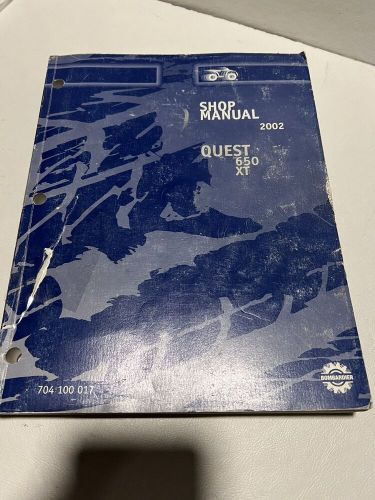 SHOP
MANUAL
2002
QUEST
650
XT
704 100 017
BOMBARDIER